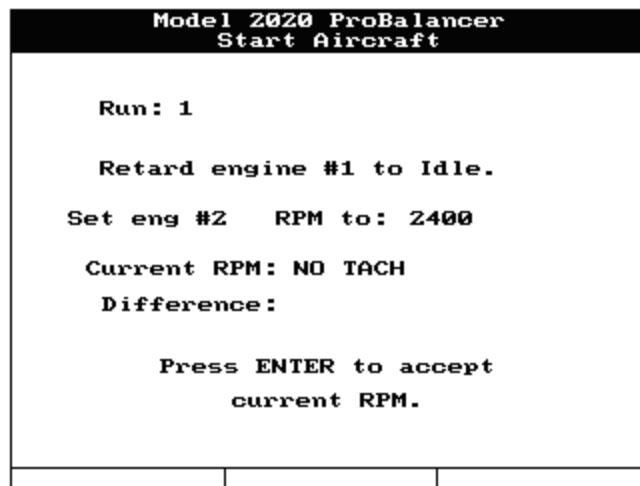 Model 2020 ProBalancer
Start Aircraft
Run: 1
Retard engine #1 to Idle.
Set eng #2 RPM to: 2400
Current RPM: NO TACH
Difference:
Press ENTER to accept
current RPM.